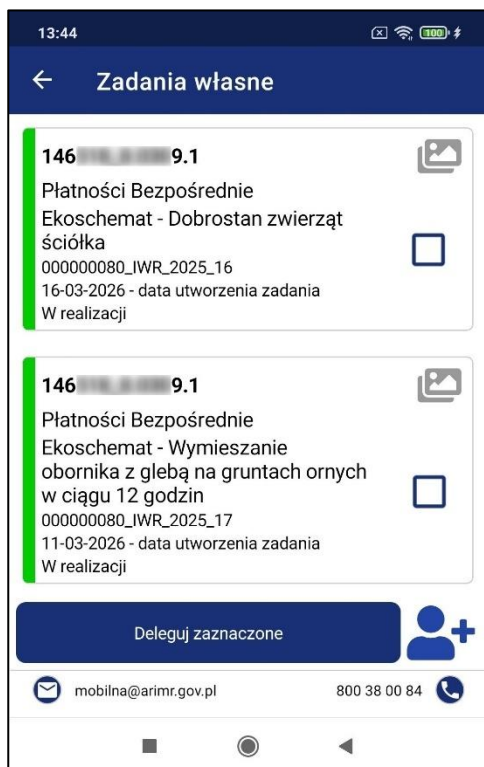 13:44
100
Zadania własne
146 9.1
Płatności Bezpośrednie
Ekoschemat - Dobrostan zwierząt
ściółka
000000080_IWR_2025_16
16-03-2026 - data utworzenia zadania
W realizacji
146 9.1
Płatności Bezpośrednie
Ekoschemat - Wymieszanie
obornika z glebą na gruntach ornych
w ciągu 12 godzin
000000080_IWR_2025_17
11-03-2026 - data utworzenia zadania
W realizacji
Deleguj zaznaczone
mobilna@arimr.gov.pl 800 38 00 84